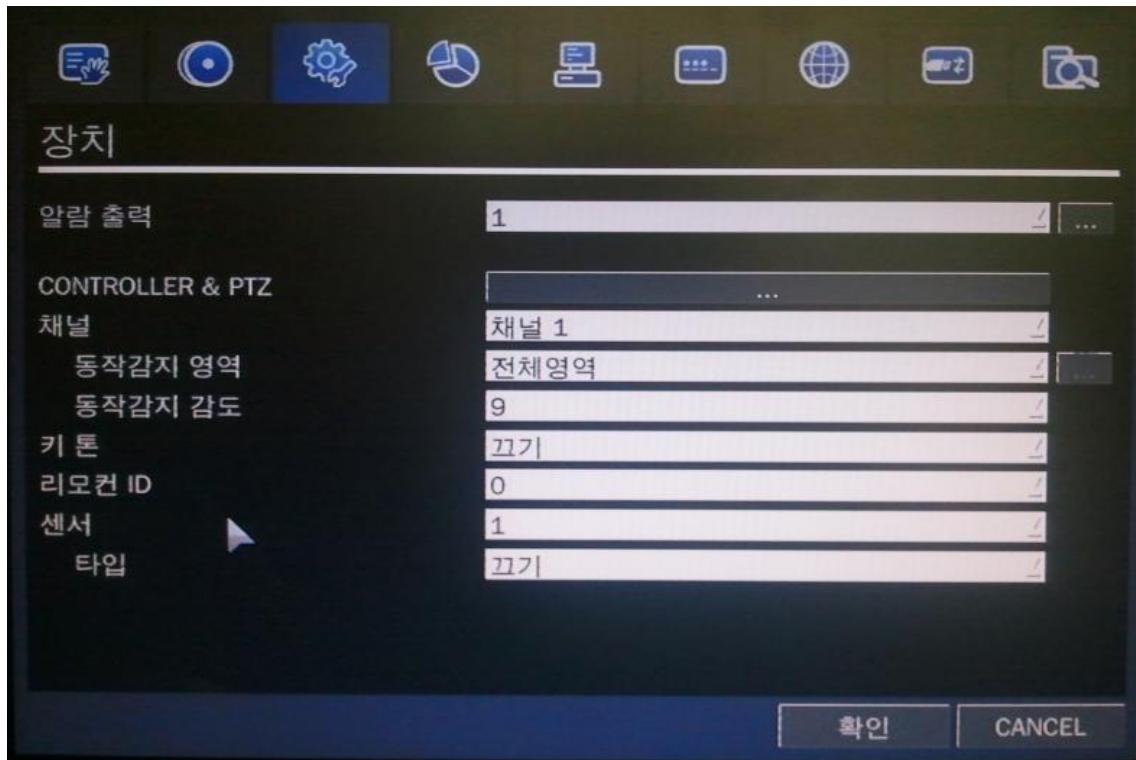 장치
알람 출력 1 ...
CONTROLLER & PTZ ...
채널 채널 1
동작감지 영역 전체영역 ...
동작감지 감도 9
키 톤 끄기
리모컨 ID 0
센서 1
타입 끄기
확인 CANCEL